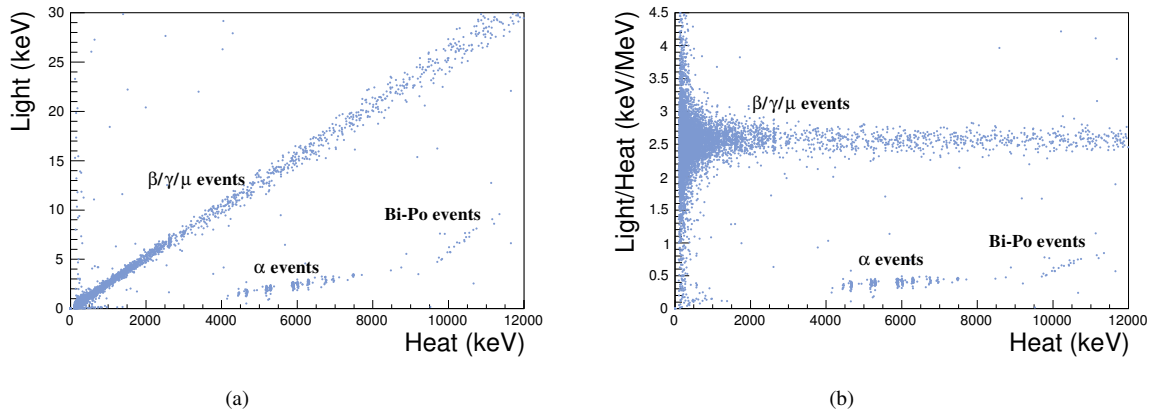 30
25
20
15
10
5
0
Light (keV)
β/γ/μ events
α events
Bi-Po events
0 2000 4000 6000 8000 10000 12000
Heat (keV)
(a)
4.5
4
3.5
3
2.5
2
1.5
1
0.5
0
Light/Heat (keV/MeV)
β/γ/μ events
α events
Bi-Po events
0 2000 4000 6000 8000 10000 12000
Heat (keV)
(b)